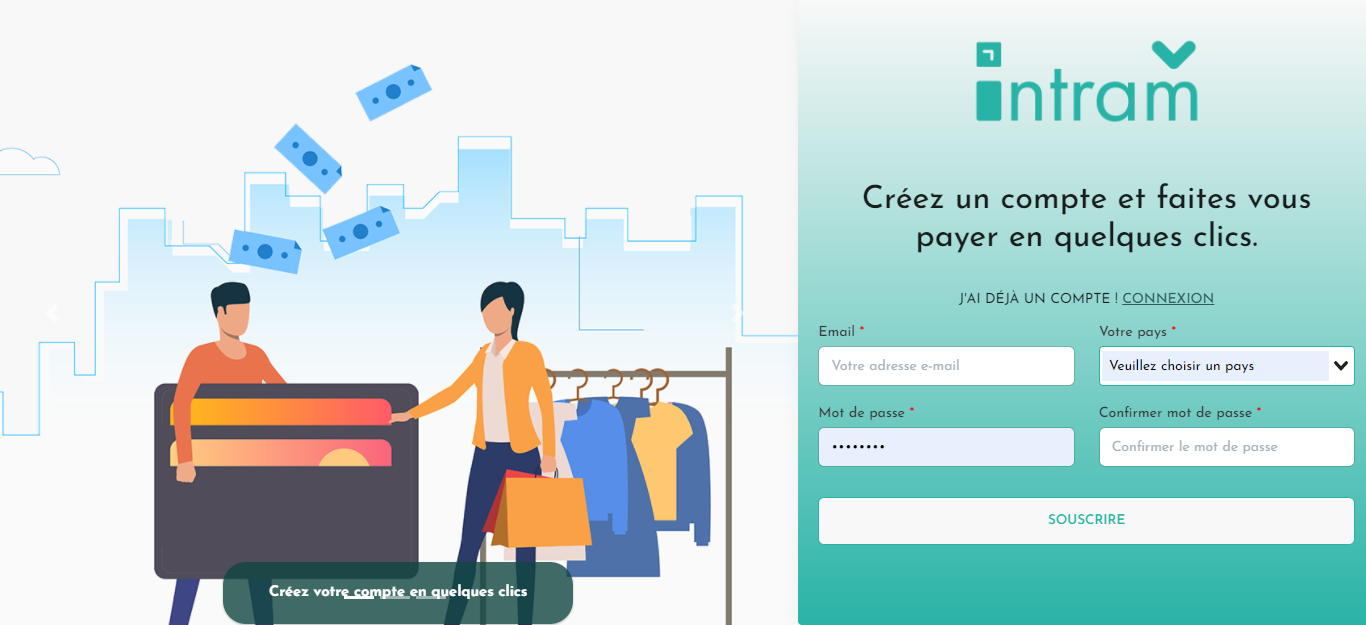 intram
Créez un compte et faites vous
payer en quelques clics.
J'AI DÉJÀ UN COMPTE ! CONNEXION
Email *
Votre pays *
Votre adresse e-mail
Veuillez choisir un pays
Mot de passe *
Confirmer mot de passe *
••••••••
Confirmer le mot de passe
SOUSCRIRE
Créez votre compte en quelques clics